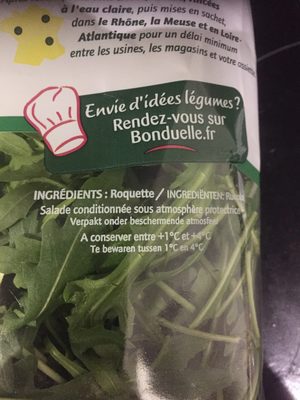 à l'eau claire, puis mises en sachet,
dans le Rhône, la Meuse et en Loire-
Atlantique pour un délai minimum
entre les usines, les magasins et votre
Envie d'idées légumes ?
Rendez-vous sur
Bonduelle.fr
INGRÉDIENTS : Roquette / INGREDIËNTEN:
Salade conditionnée sous atmosphère protectrice
Verpakt onder beschermende
A conserver entre +1°C et +4°C
Te bewaren tussen 1°C en 4°C